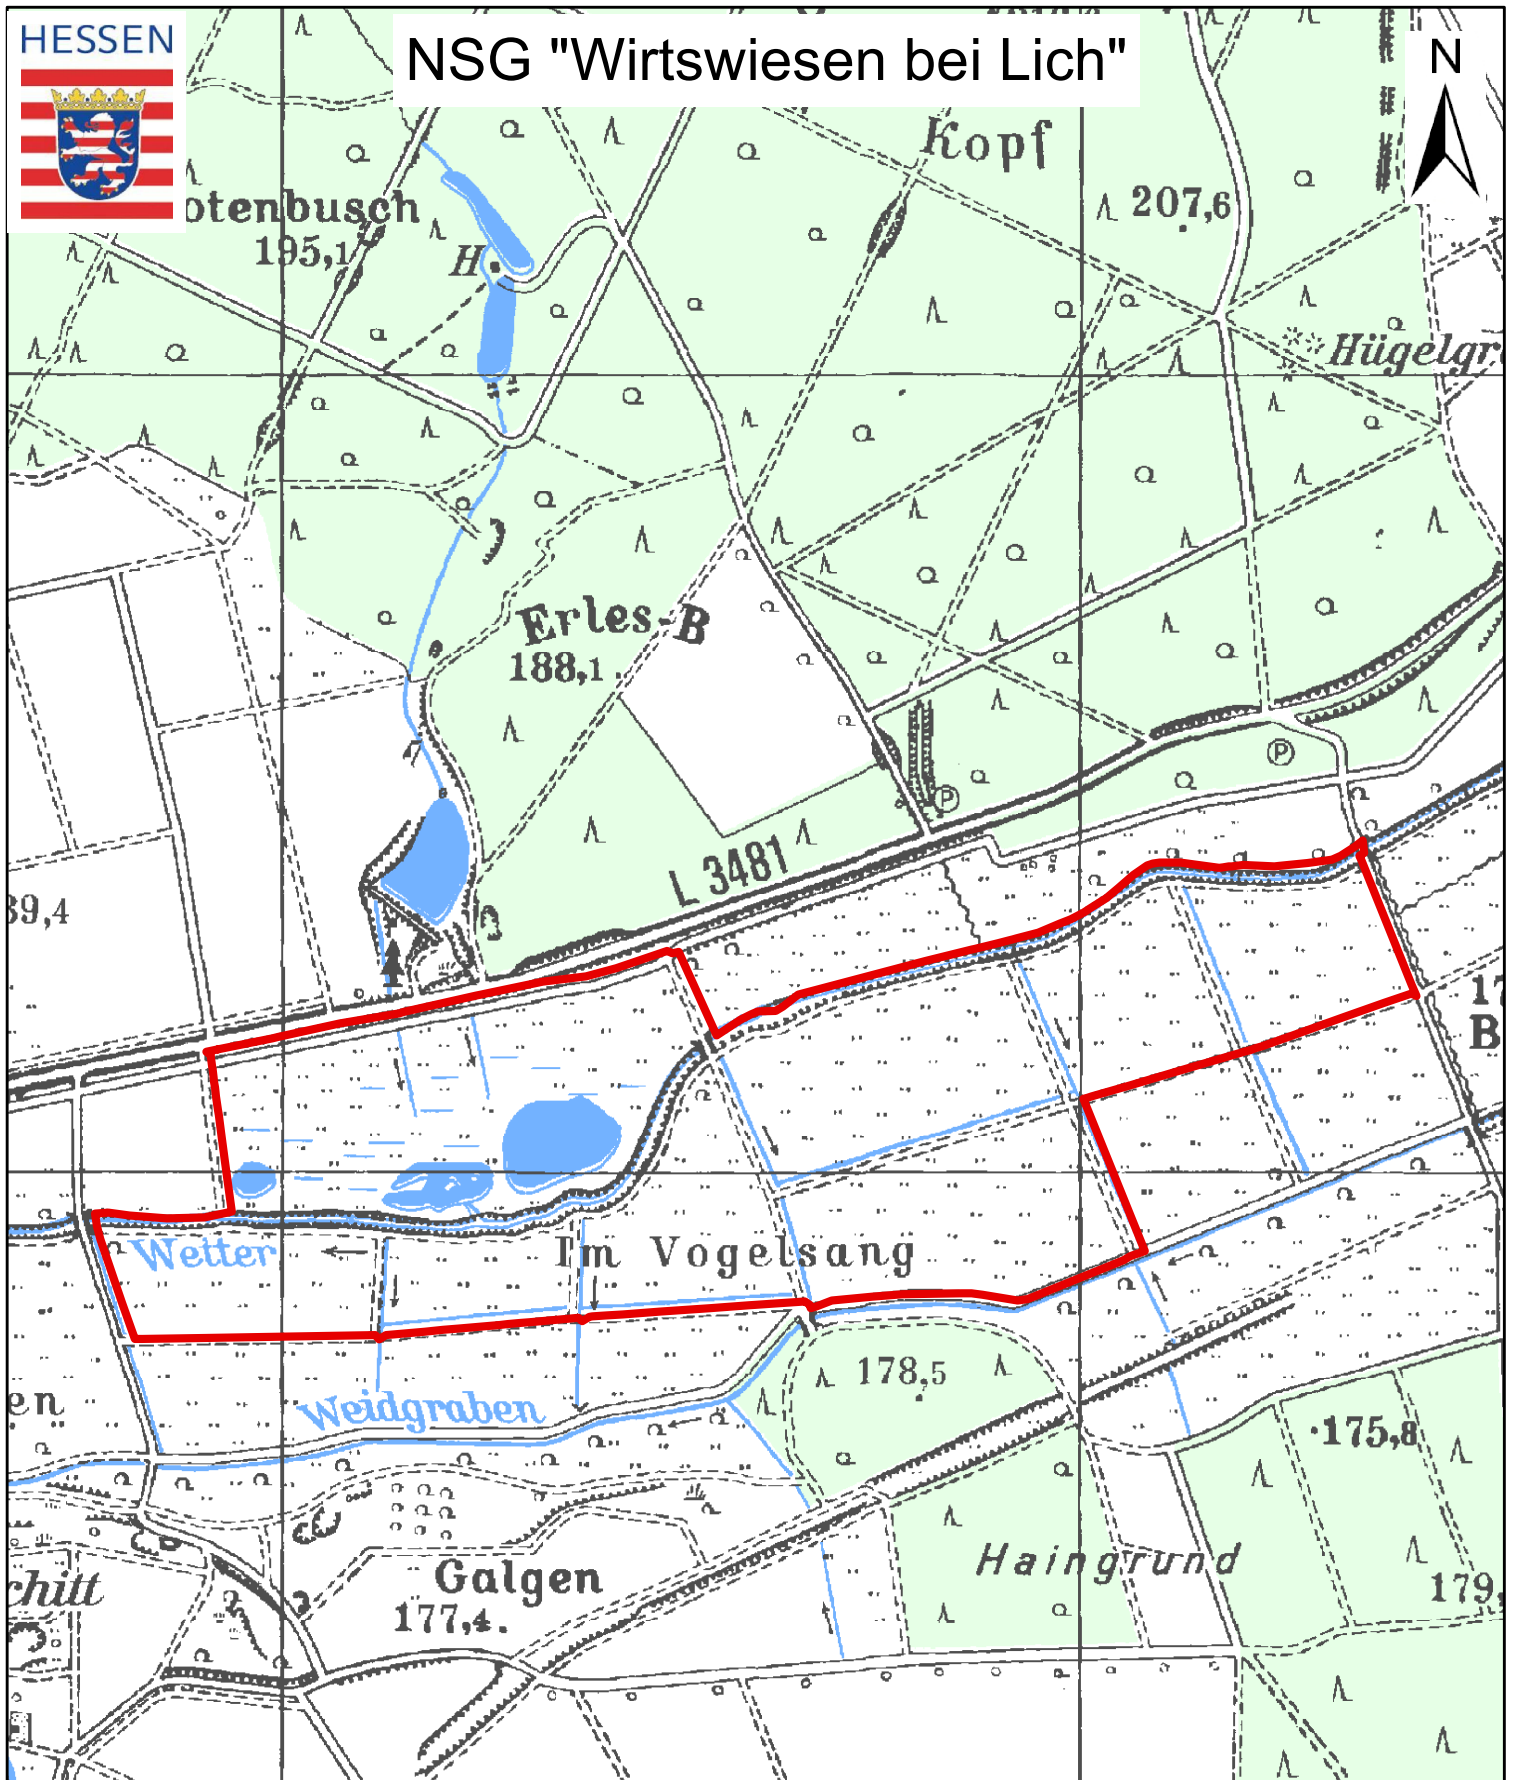 HESSEN
NSG "Wirtswiesen bei Lich"
N
Kopf
207,6
otenbusch
195,1
H
Hügelgr
Erles-B
188,1
P
P
L 3481
39,4
17
B
Wetter
Im Vogelsang
178,5
en
Weidgraben
175,8
Haingrund
Galgen
177,4
chitt
179,